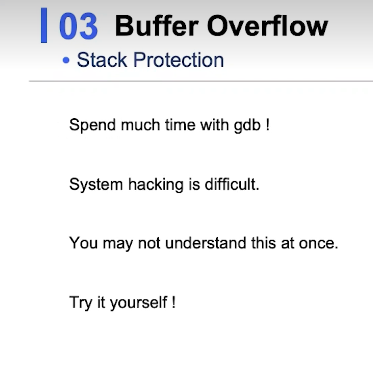 03 Buffer Overflow
• Stack Protection
Spend much time with gdb !
System hacking is difficult.
You may not understand this at once.
Try it yourself !